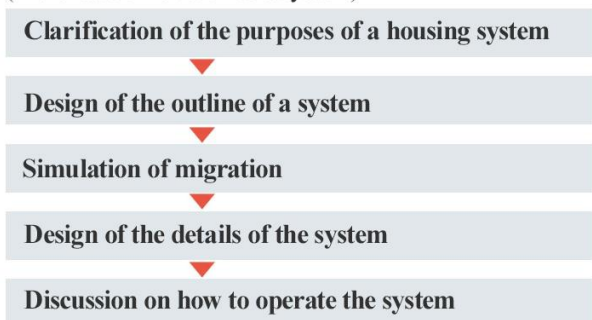 Clarification of the purposes of a housing system
Design of the outline of a system
Simulation of migration
Design of the details of the system
Discussion on how to operate the system